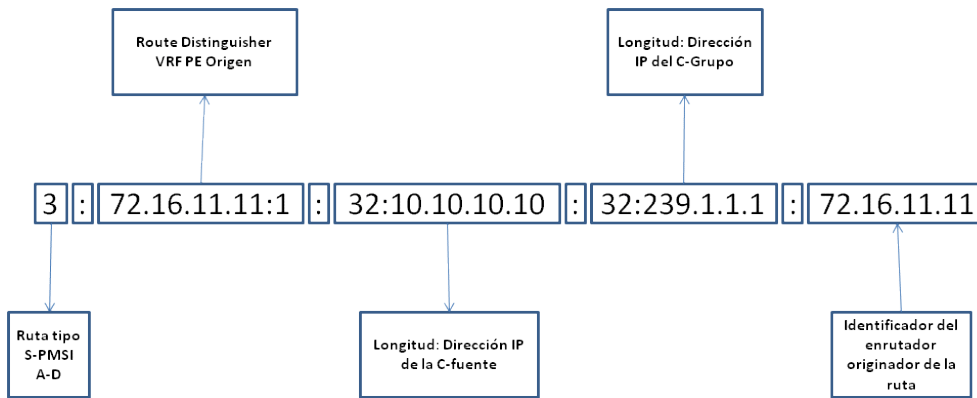 Route Distinguisher
VRF PE Origen
Longitud: Dirección
IP del C-Grupo
3 : 72.16.11.11:1 : 32:10.10.10.10 : 32:239.1.1.1 : 72.16.11.11
Ruta tipo
S-PMSI
A-D
Longitud: Dirección IP
de la C-fuente
Identificador del
enrutador
originador de la
ruta